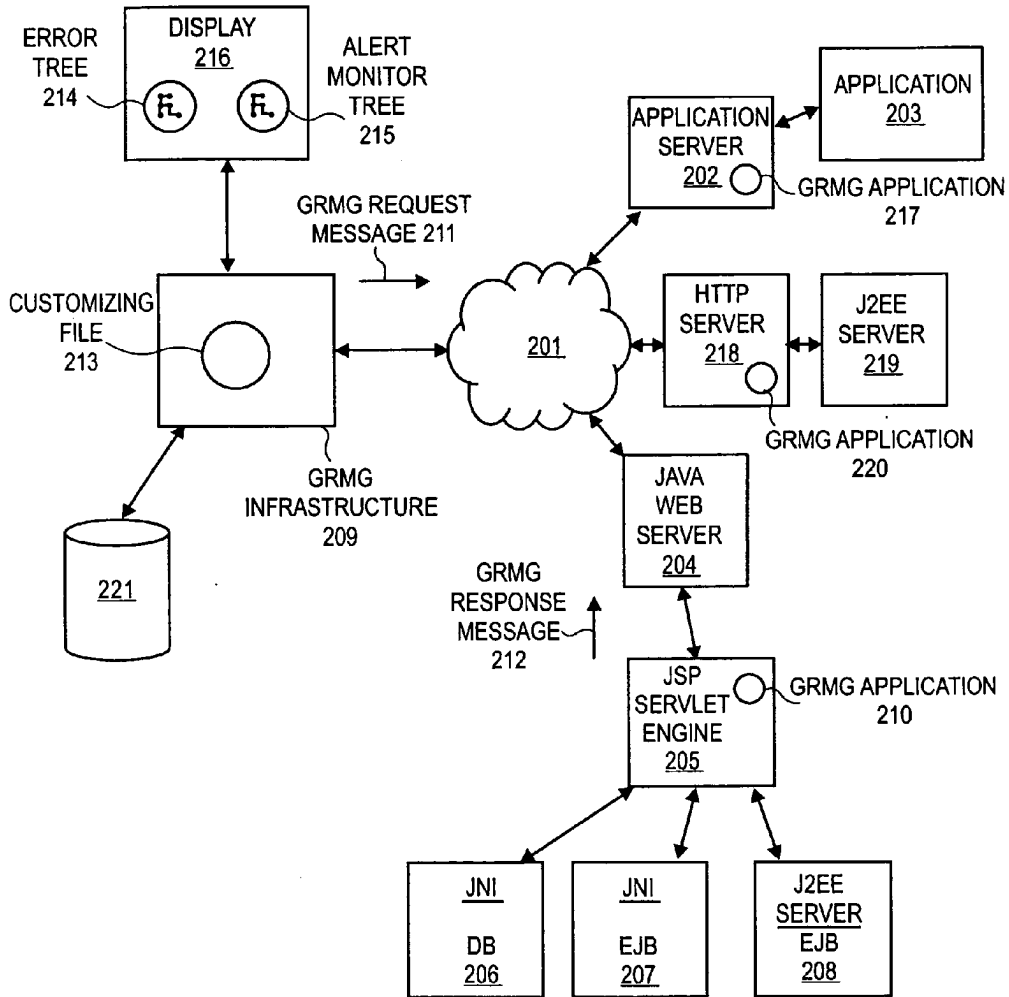 ERROR
TREE
214
DISPLAY
216
ALERT
MONITOR
TREE
215
APPLICATION
SERVER
202
APPLICATION
203
GRMG APPLICATION
217
GRMG REQUEST
MESSAGE 211
CUSTOMIZING
FILE
213
201
HTTP
SERVER
218
J2EE
SERVER
219
GRMG APPLICATION
220
GRMG
INFRASTRUCTURE
209
JAVA
WEB
SERVER
204
221
GRMG
RESPONSE
MESSAGE
212
JSP
SERVLET
ENGINE
205
GRMG APPLICATION
210
JNI
DB
206
JNI
EJB
207
J2EE
SERVER
EJB
208